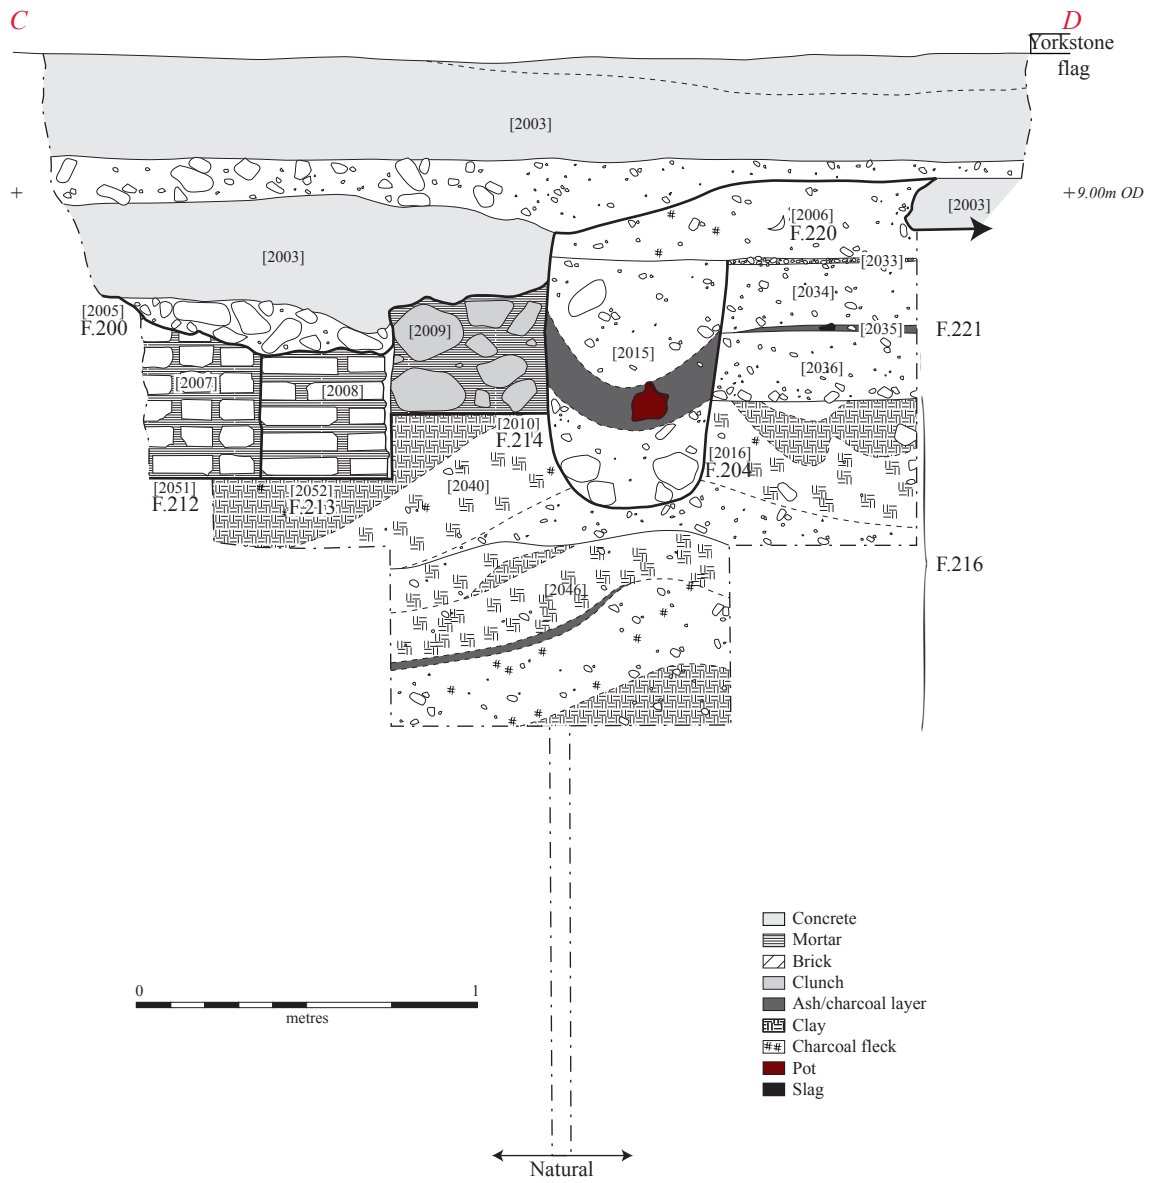 C
D
Yorkstone
flag
[2003]
+
+9.00m OD
[2003]
[2006]
F.220
[2003]
[2033]
[2005]
F.200
[2034]
[2009]
[2035]
F.221
[2015]
[2036]
[2007]
[2008]
[2010]
F.214
[2016]
F.204
[2040]
[2051]
F.212
[2052]
F.213
F.216
[2046]
Concrete
Mortar
Brick
Clunch
Ash/charcoal layer
Clay
Charcoal fleck
Pot
Slag
0
1
metres
Natural